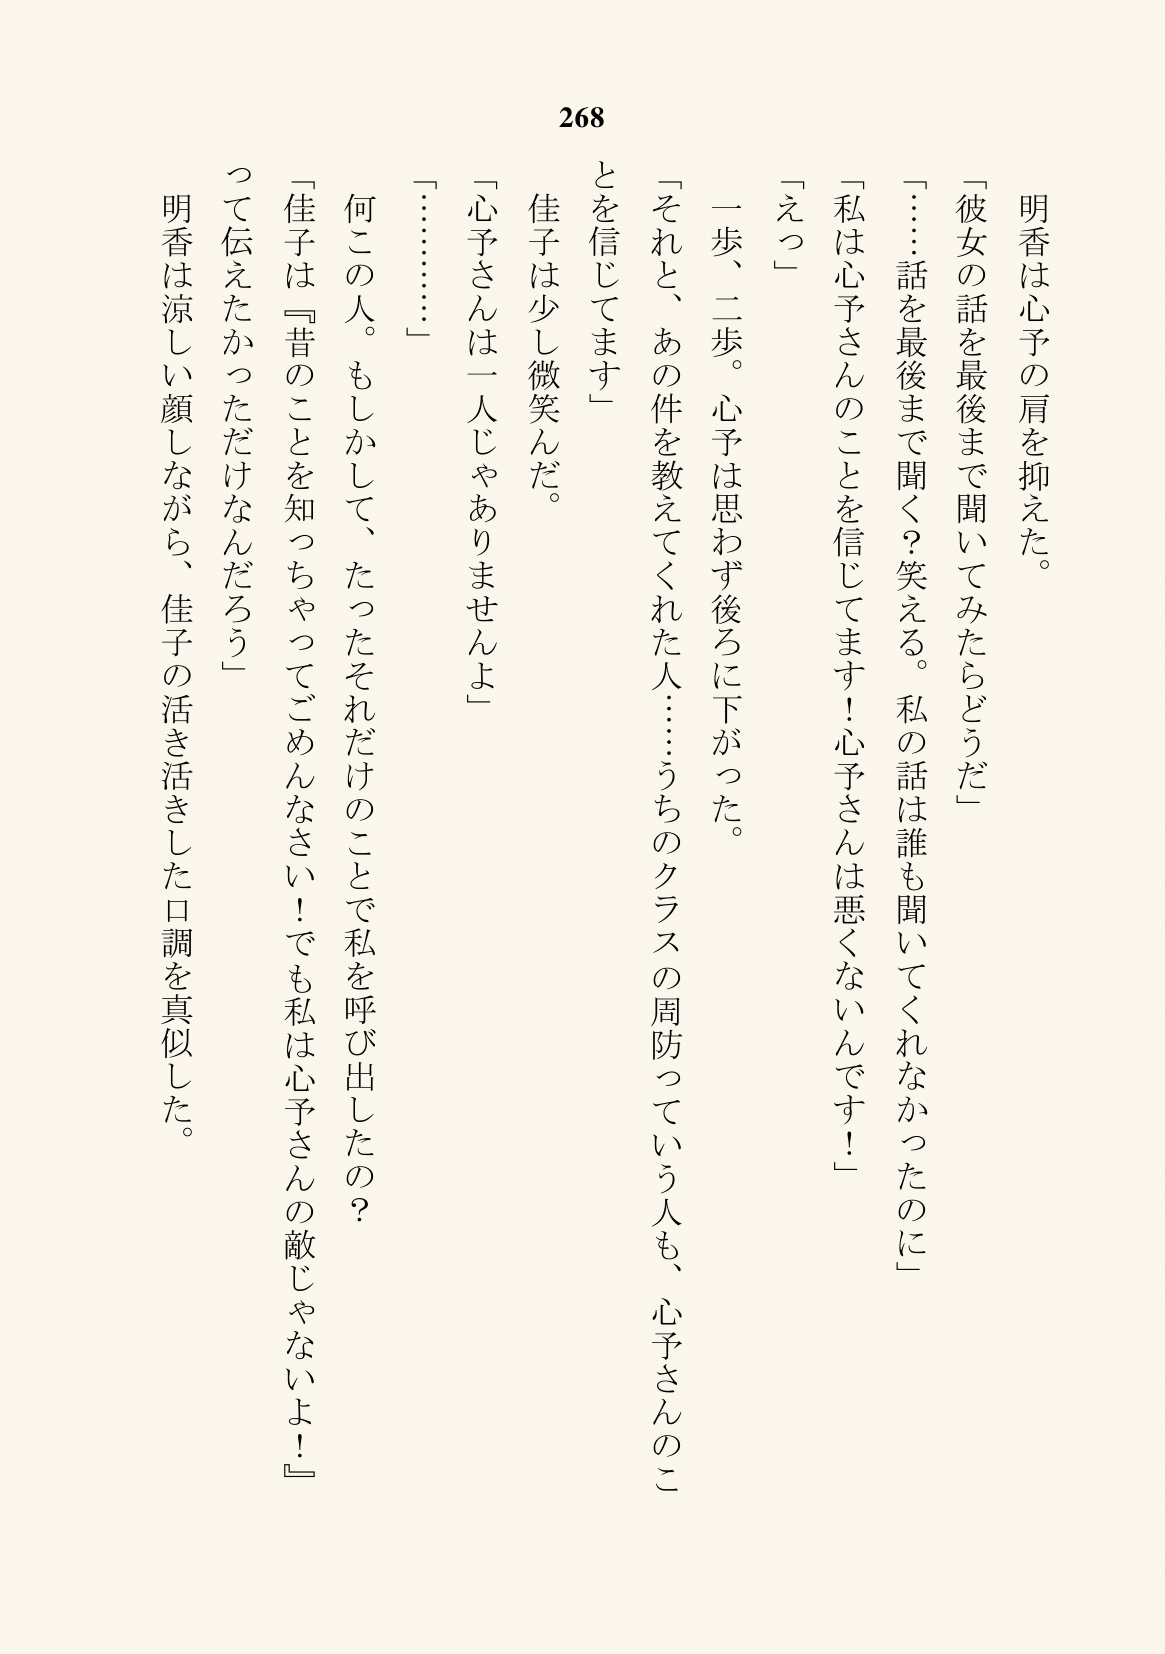 268
明香は心予の肩を抑えた。
「彼女の話を最後まで聞いてみたらどうだ」
「……話を最後まで聞く？笑える。私の話は誰も聞いてくれなかったのに」
「私は心予さんのことを信じてます！心予さんは悪くないんです！」
「えっ」
一歩、二歩。心予は思わず後ろに下がった。
「それと、あの件を教えてくれた人……うちのクラスの周防っていう人も、心予さんのこ
とを信じてます」
佳子は少し微笑んだ。
「心予さんは一人じゃありませんよ」
「…………」
何この人。もしかして、たったそれだけのことで私を呼び出したの？
「佳子は『昔のことを知っちゃってごめんなさい！でも私は心予さんの敵じゃないよ！』
って伝えたかっただけなんだろう」
明香は涼しい顔しながら、佳子の活き活きした口調を真似した。